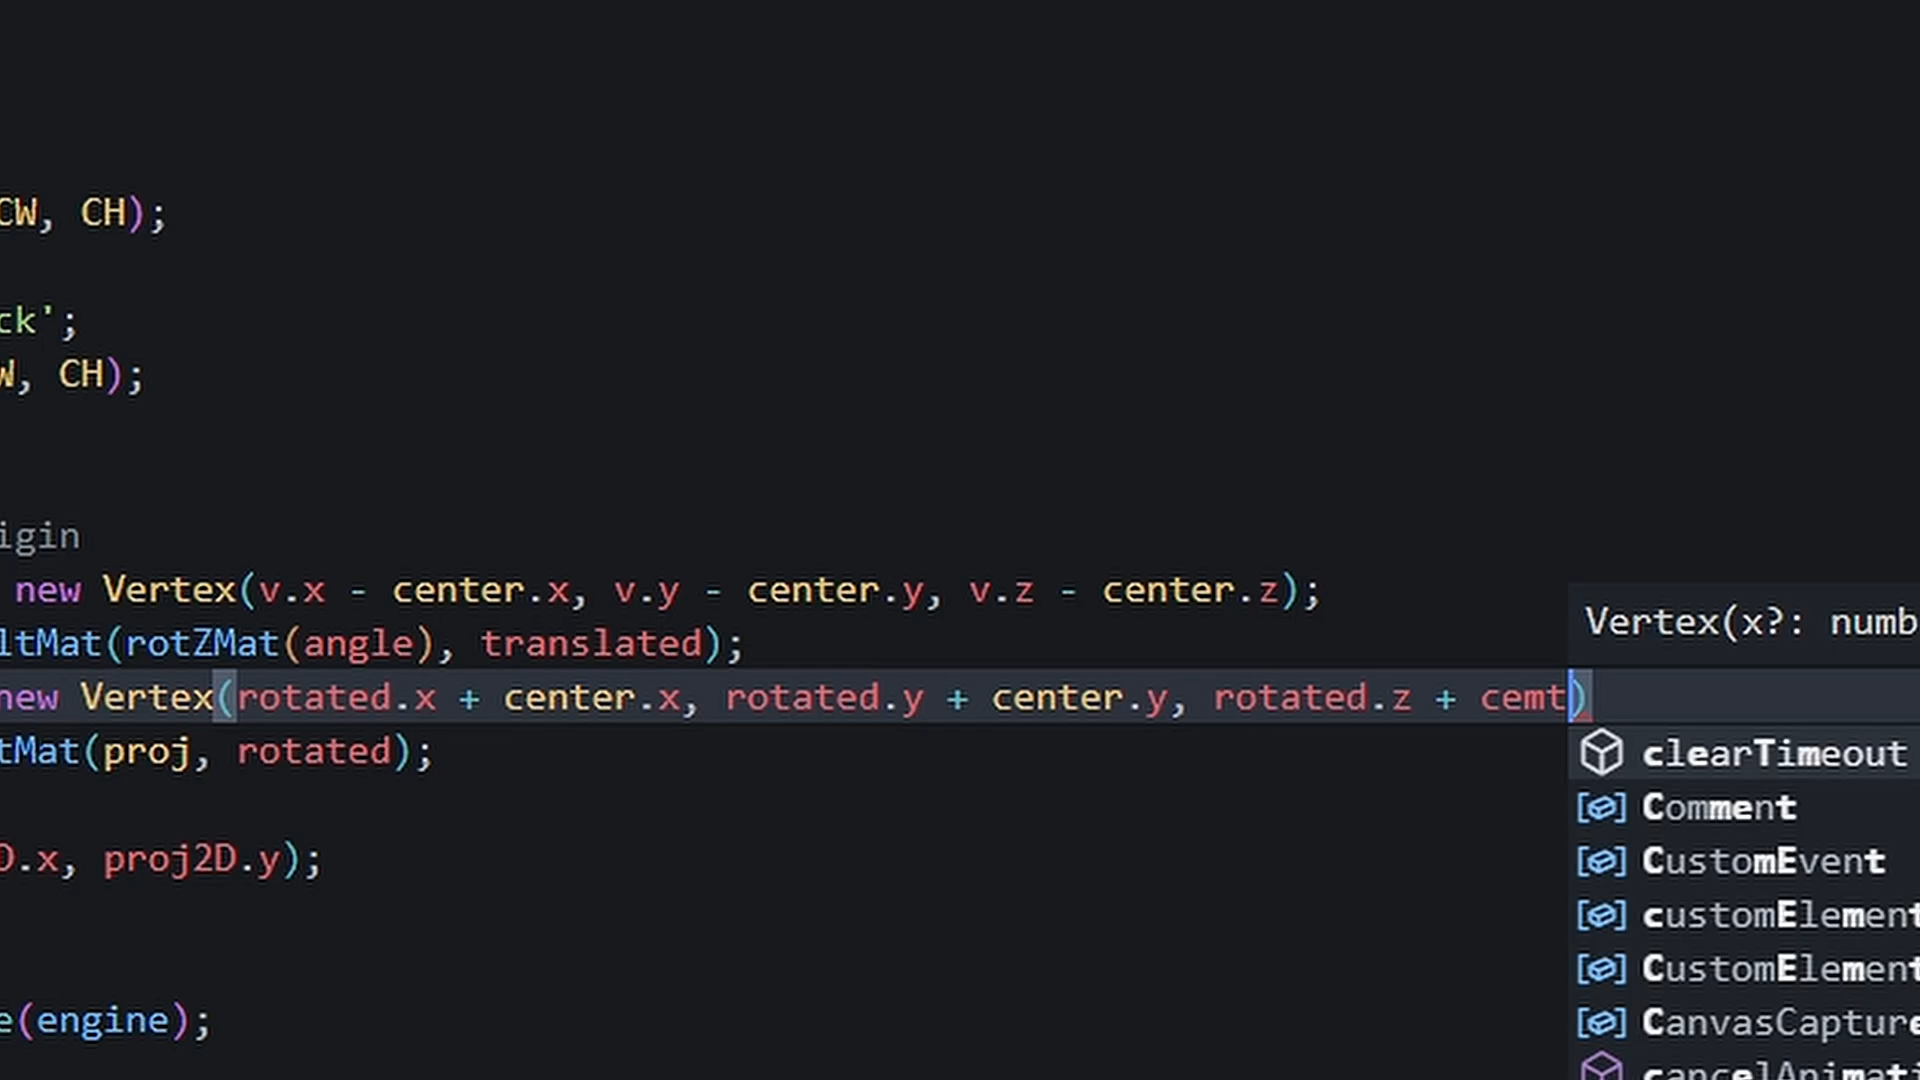 CW, CH);
ck';
W, CH);
igin
new Vertex(v.x - center.x, v.y - center.y, v.z - center.z);
ltMat(rotZMat(angle), translated);
new Vertex(rotated.x + center.x, rotated.y + center.y, rotated.z + cemt)
tMat(proj, rotated);
D.x, proj2D.y);
e(engine);
Vertex(x?: numb
clearTimeout
Comment
CustomEvent
customElement
CustomElement
CanvasCapture
cancelAnimati